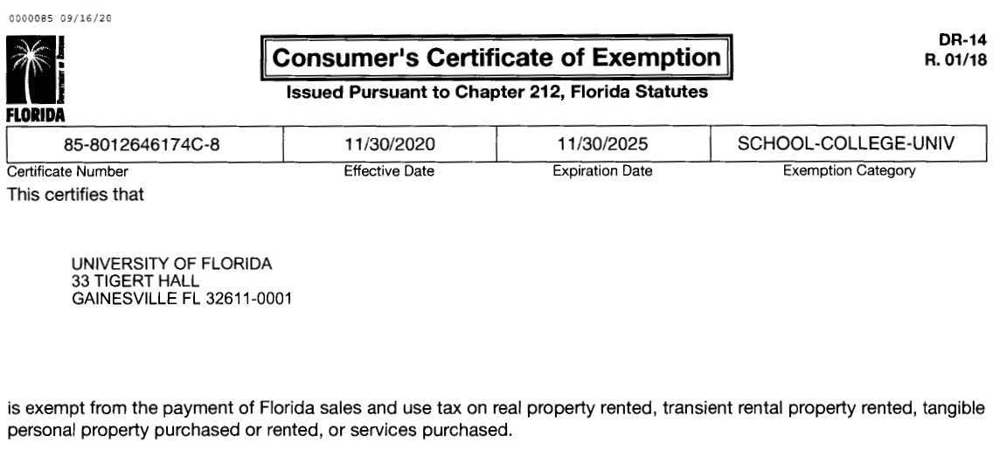 0000085 09/16/20
DR-14
R. 01/18
Consumer's Certificate of Exemption
Issued Pursuant to Chapter 212, Florida Statutes
FLORIDA
85-8012646174C-8 11/30/2020 11/30/2025 SCHOOL-COLLEGE-UNIV
Certificate Number Effective Date Expiration Date Exemption Category
This certifies that
UNIVERSITY OF FLORIDA
33 TIGERT HALL
GAINESVILLE FL 32611-0001
is exempt from the payment of Florida sales and use tax on real property rented, transient rental property rented, tangible
personal property purchased or rented, or services purchased.